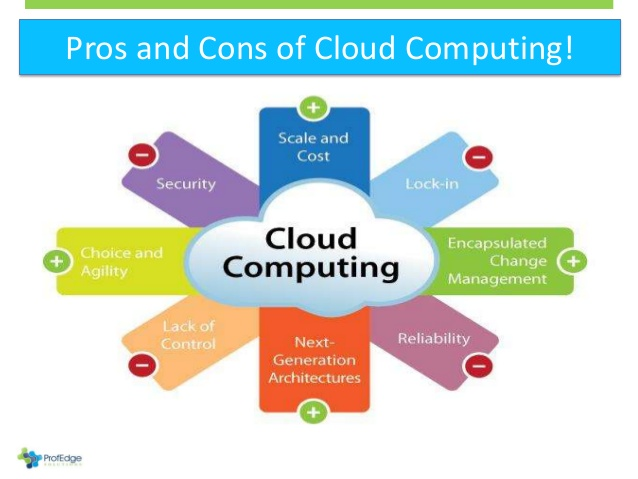 Pros and Cons of Cloud Computing!
+
Scale and
Cost
−
Security
−
Lock-in
Cloud
Computing
+
Choice and
Agility
Encapsulated
Change
Management
+
Lack of
Control
−
Next-
Generation
Architectures
+
Reliability
−
ProfEdge
SOLUTIONS